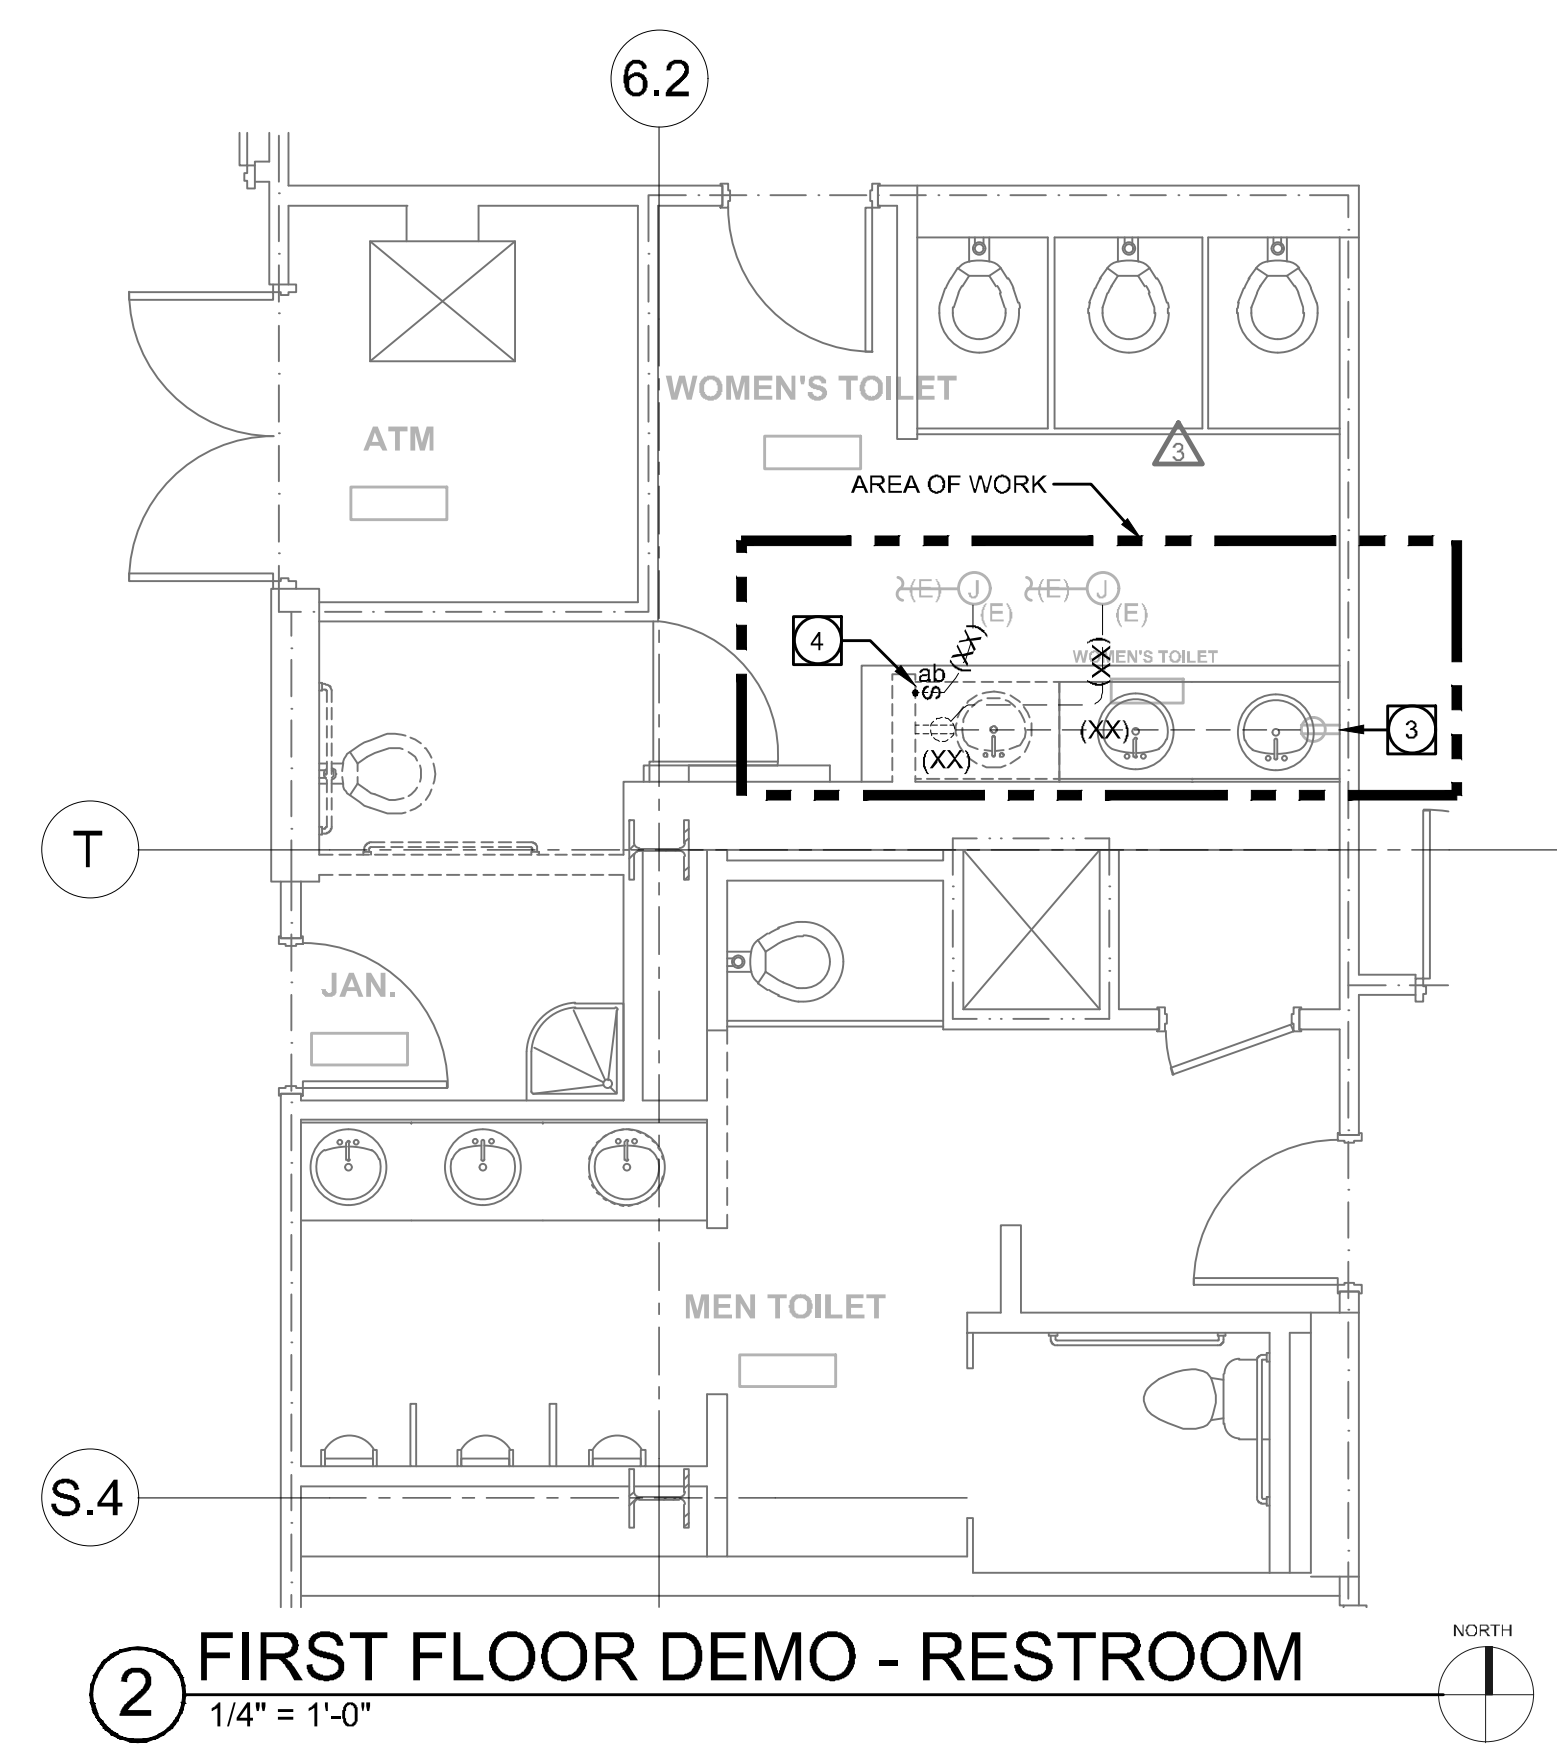 6.2
WOMEN'S TOILET
ATM
3
AREA OF WORK
(E) J (E) J
(E) (E)
4
(XX)
(XX)
WOMEN'S TOILET
ab
S
3
(XX)
(XX)
T
JAN.
MEN TOILET
S.4
NORTH
2 FIRST FLOOR DEMO - RESTROOM
1/4" = 1'-0"